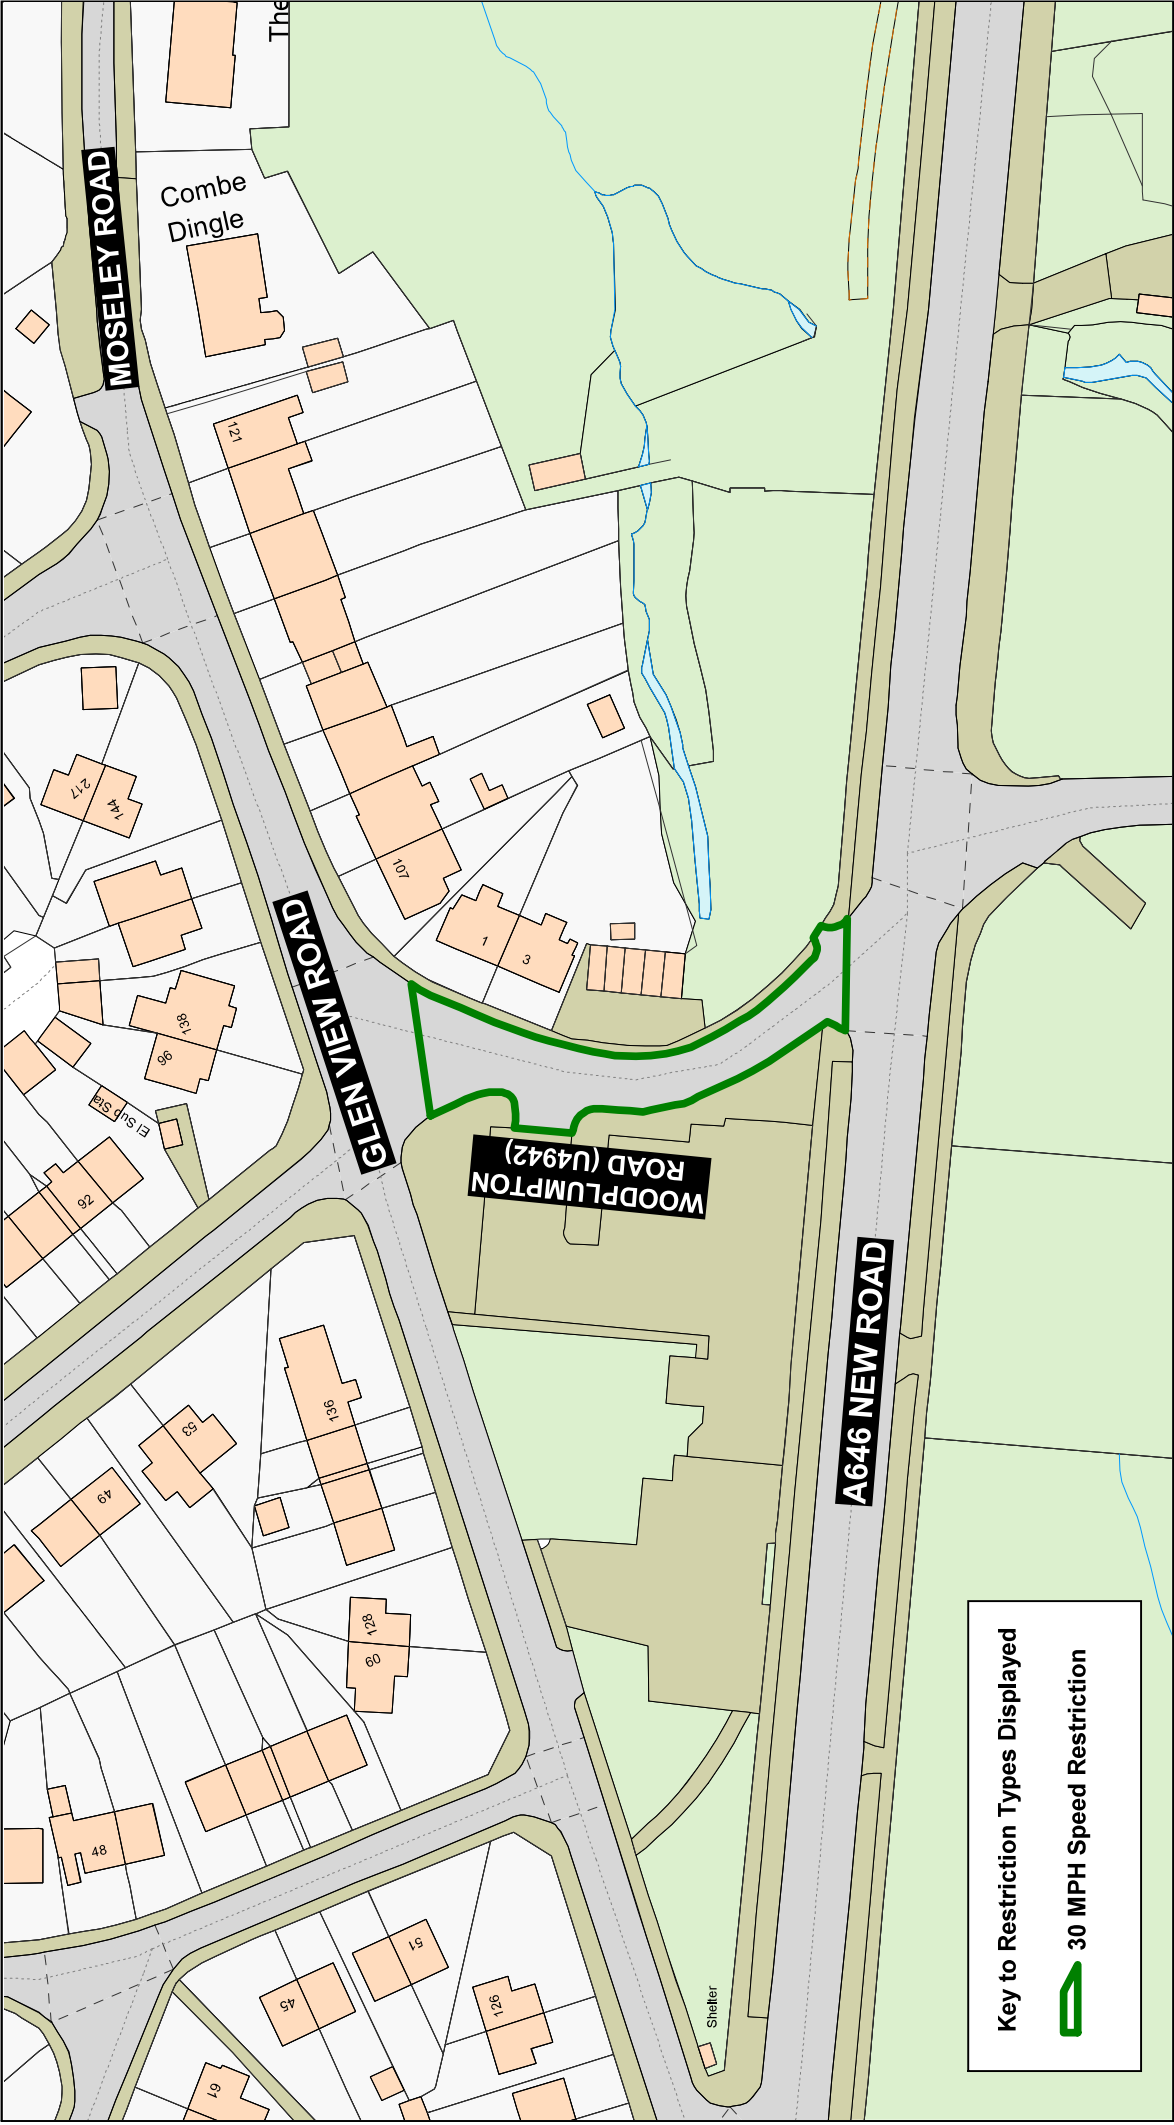 The
MOSELEY ROAD
Combe
Dingle
121
217
144
107
1
3
138
96
El Sub Sta
92
GLEN VIEW ROAD
WOODPLUMPTON
ROAD (U4942)
A646 NEW ROAD
136
53
49
128
60
48
45
51
126
61
Shelter
Key to Restriction Types Displayed
30 MPH Speed Restriction